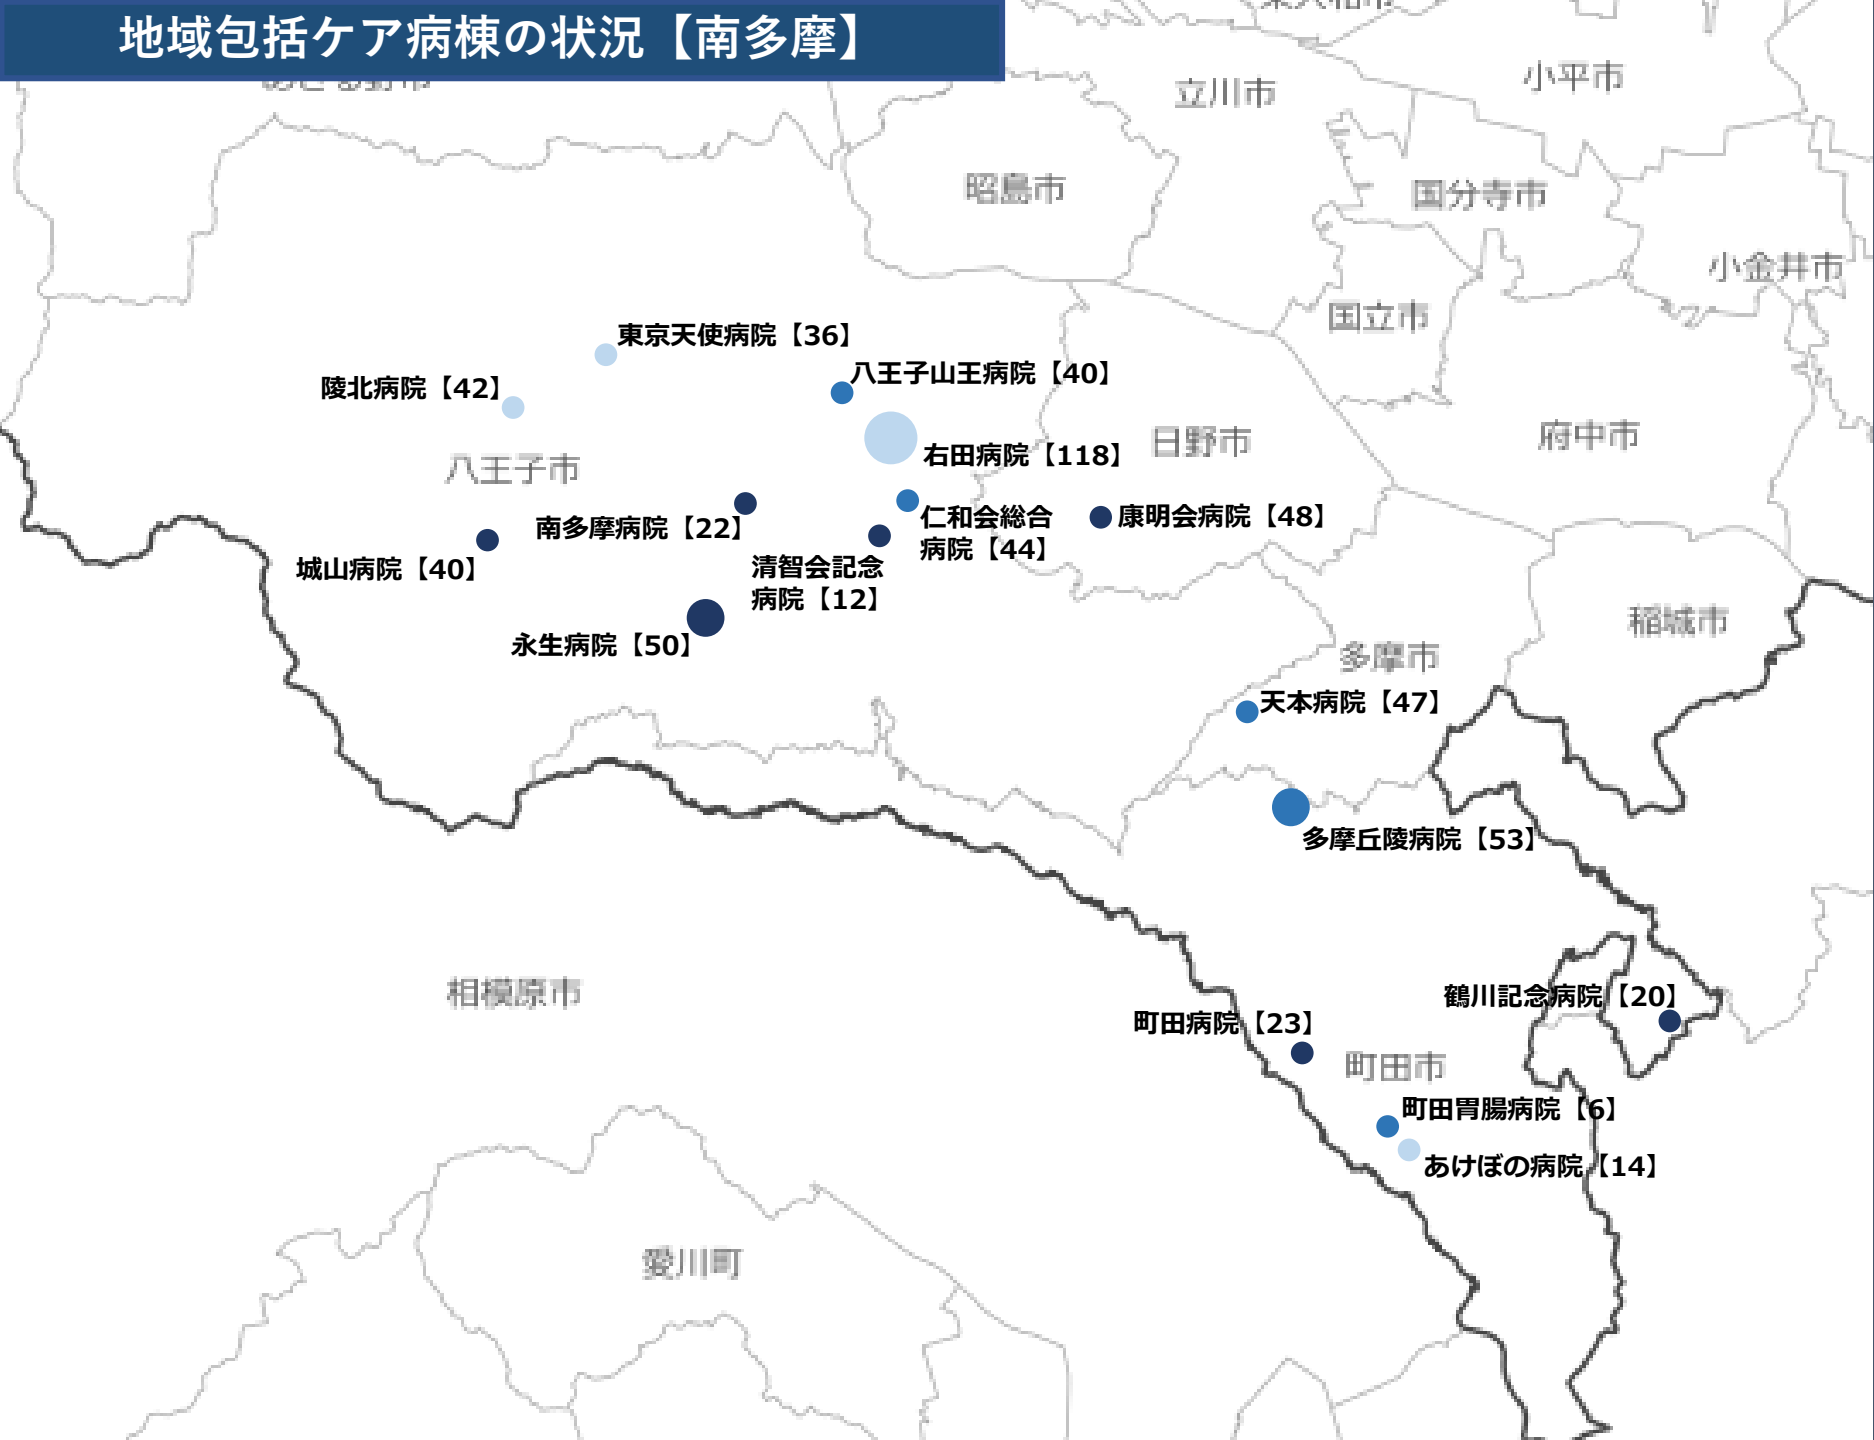 地域包括ケア病棟の状況【南多摩】
立川市
小平市
昭島市
国分寺市
小金井市
国立市
東京天使病院【36】
八王子山王病院【40】
陵北病院【42】
右田病院【118】
日野市
府中市
八王子市
南多摩病院【22】
仁和会総合
病院【44】
康明会病院【48】
城山病院【40】
清智会記念
病院【12】
永生病院【50】
稲城市
多摩市
天本病院【47】
多摩丘陵病院【53】
相模原市
鶴川記念病院【20】
町田病院【23】
町田市
町田胃腸病院【6】
あけぼの病院【14】
愛川町